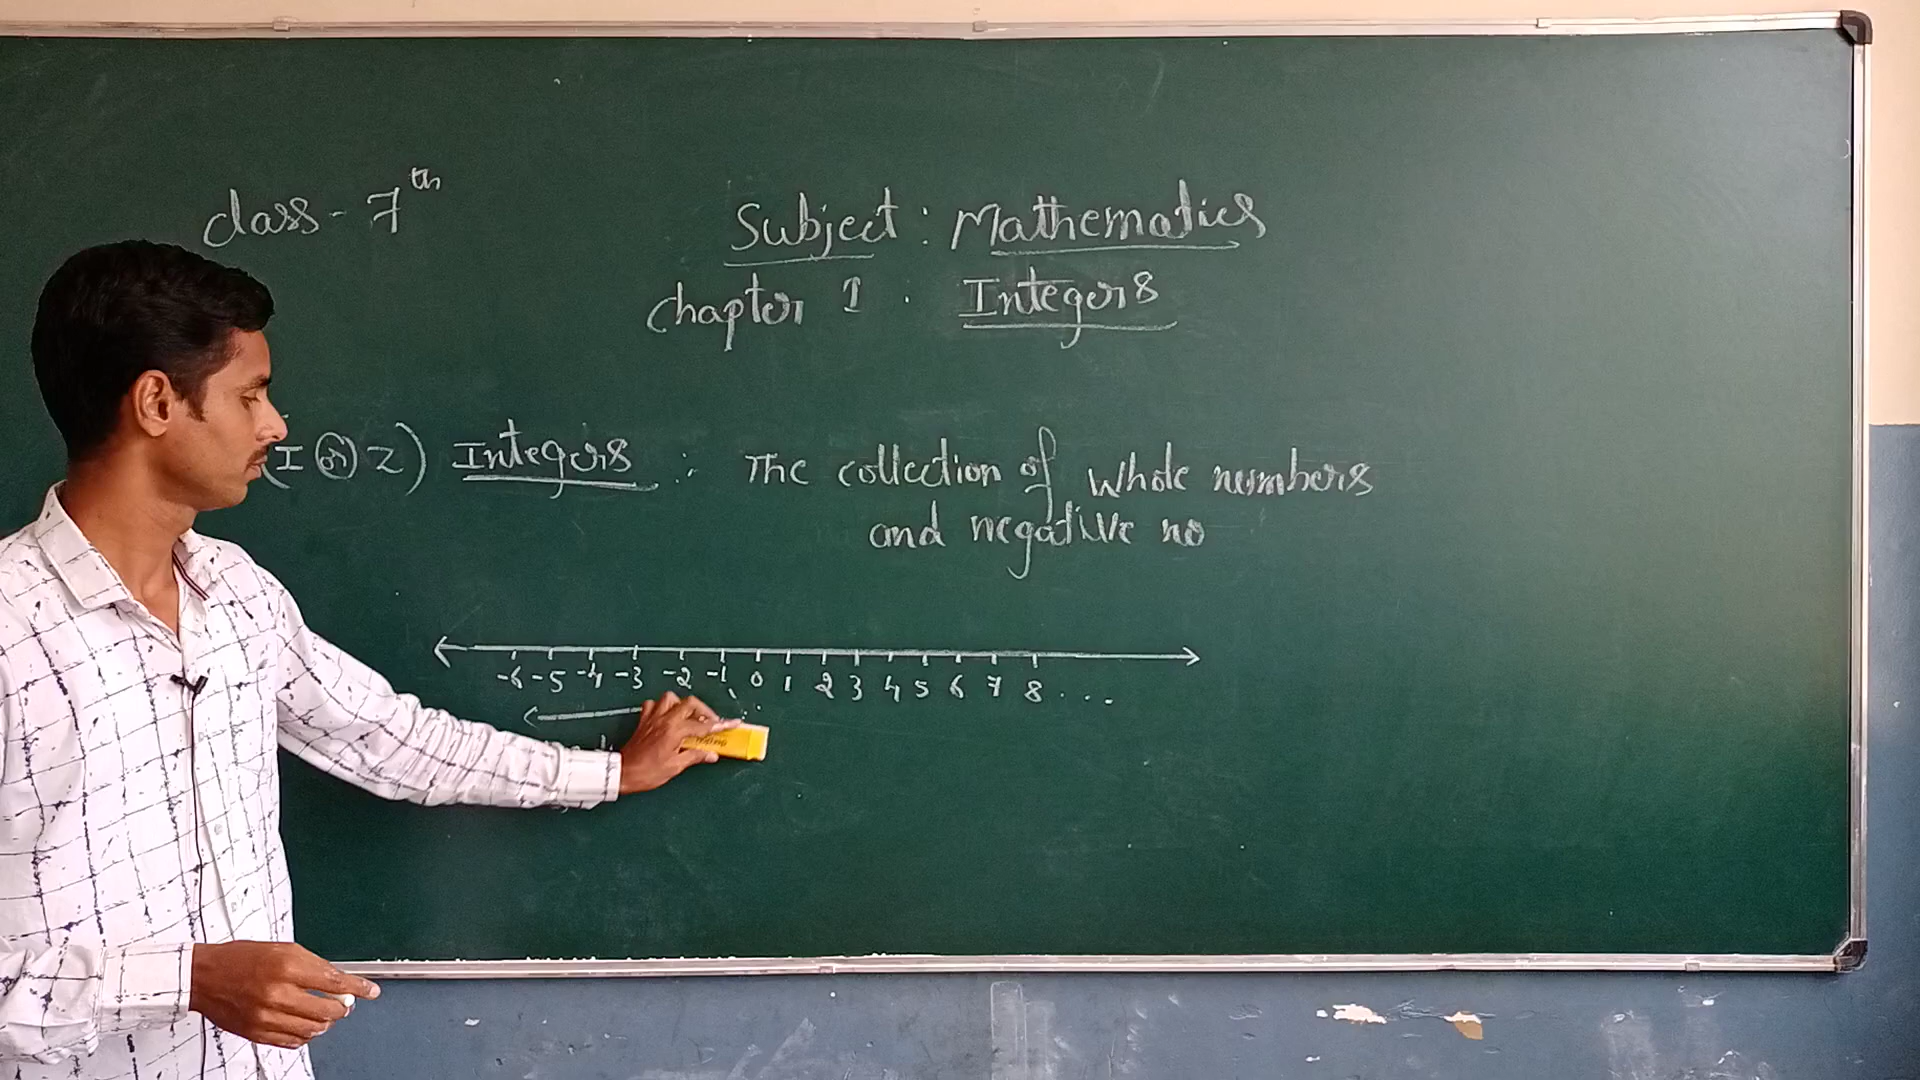 class - 7th
Subject : Mathematics
chapter 1 . Integers
(I or Z) Integers : The collection of whole numbers
and negative no
-6 -5 -4 -3 -2 -1 0 1 2 3 4 5 6 7 8 . . .